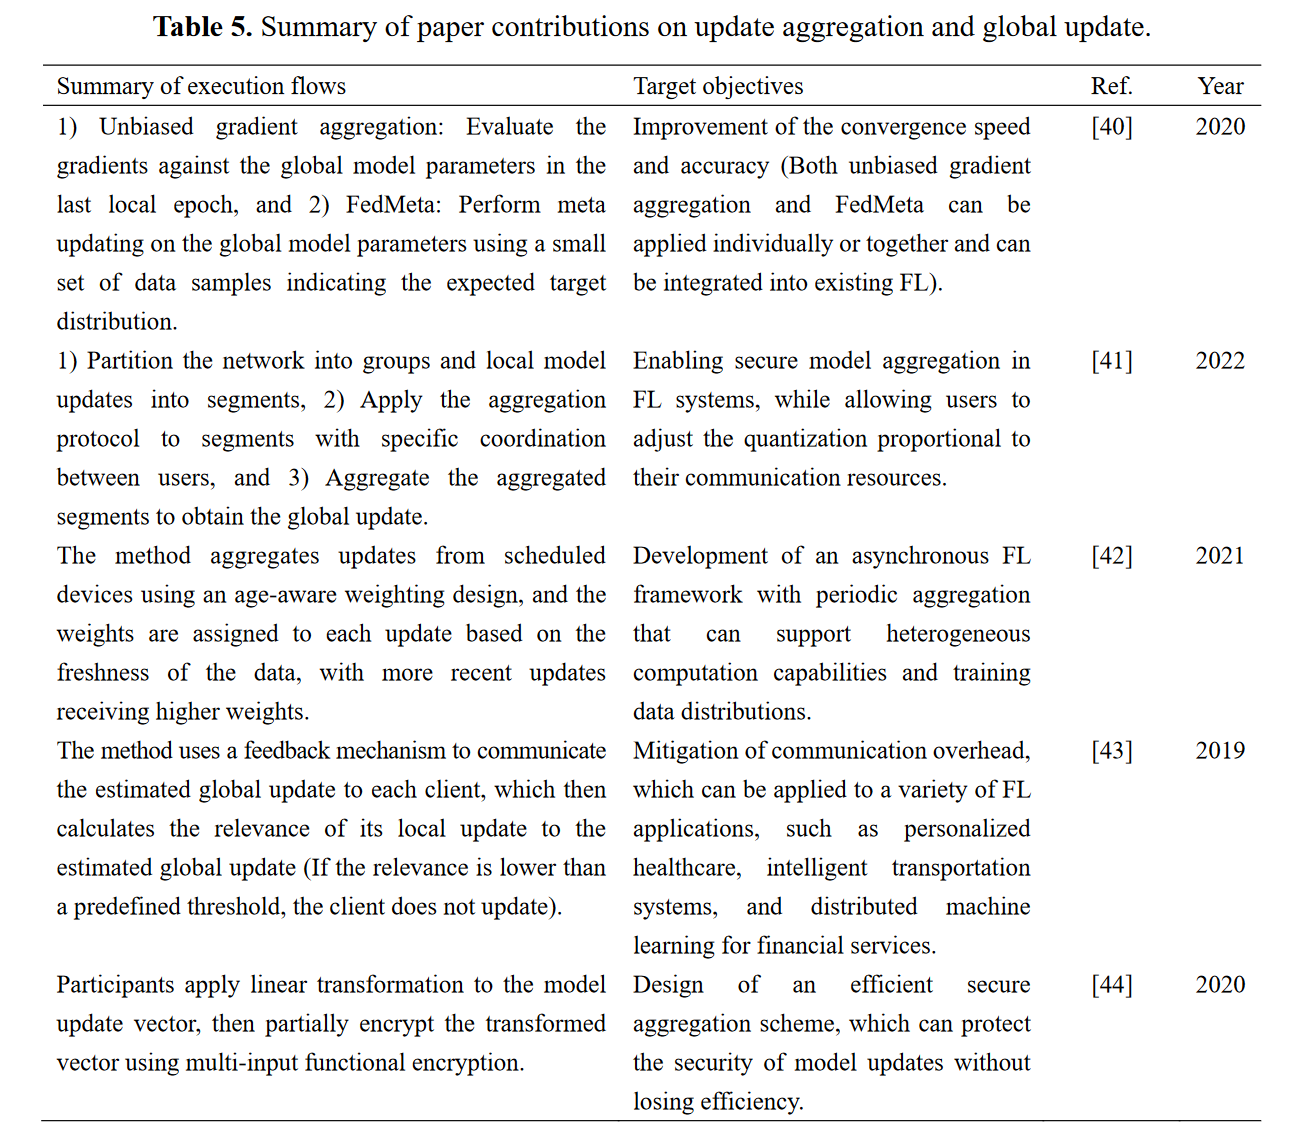 Table 5. Summary of paper contributions on update aggregation and global update.
Summary of execution flows Target objectives Ref. Year
1) Unbiased gradient aggregation: Evaluate the Improvement of the convergence speed [40] 2020
gradients against the global model parameters in the and accuracy (Both unbiased gradient
last local epoch, and 2) FedMeta: Perform meta aggregation and FedMeta can be
updating on the global model parameters using a small applied individually or together and can
set of data samples indicating the expected target be integrated into existing FL).
distribution.
1) Partition the network into groups and local model Enabling secure model aggregation in [41] 2022
updates into segments, 2) Apply the aggregation FL systems, while allowing users to
protocol to segments with specific coordination adjust the quantization proportional to
between users, and 3) Aggregate the aggregated their communication resources.
segments to obtain the global update.
The method aggregates updates from scheduled Development of an asynchronous FL [42] 2021
devices using an age-aware weighting design, and the framework with periodic aggregation
weights are assigned to each update based on the that can support heterogeneous
freshness of the data, with more recent updates computation capabilities and training
receiving higher weights. data distributions.
The method uses a feedback mechanism to communicate Mitigation of communication overhead, [43] 2019
the estimated global update to each client, which then which can be applied to a variety of FL
calculates the relevance of its local update to the applications, such as personalized
estimated global update (If the relevance is lower than healthcare, intelligent transportation
a predefined threshold, the client does not update). systems, and distributed machine
learning for financial services.
Participants apply linear transformation to the model Design of an efficient secure [44] 2020
update vector, then partially encrypt the transformed aggregation scheme, which can protect
vector using multi-input functional encryption. the security of model updates without
losing efficiency.